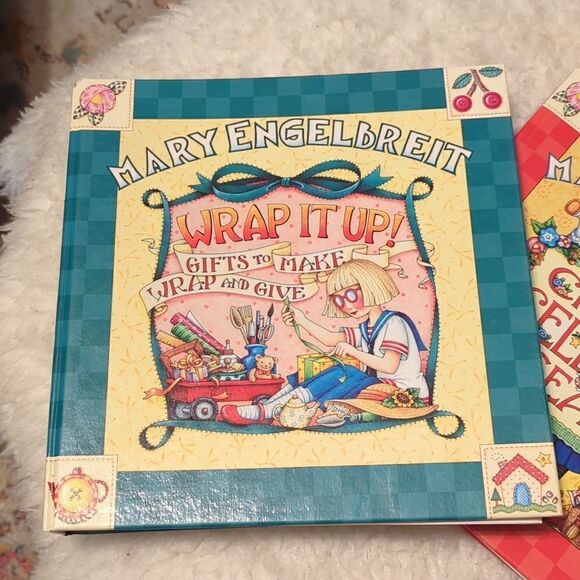 MARY ENGELBREIT
WRAP IT UP!
GIFTS TO MAKE
WRAP AND GIVE